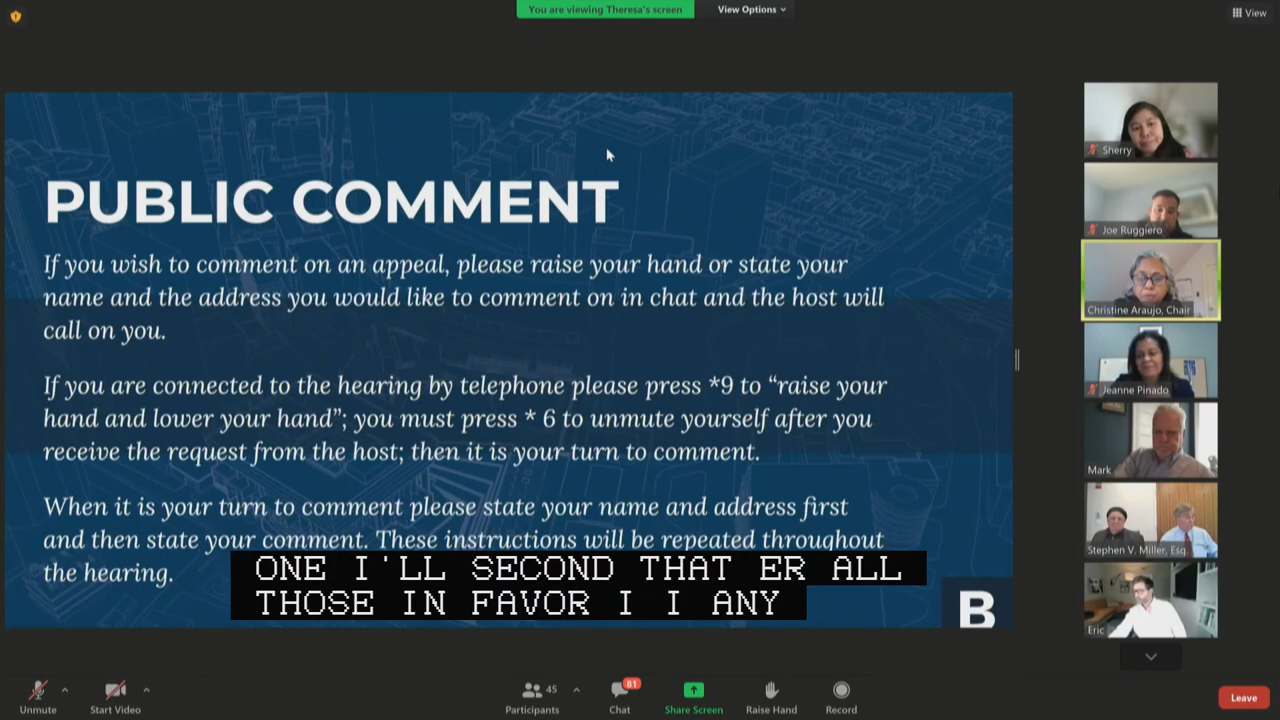 You are viewing Theresa's screen
View Options
View
PUBLIC COMMENT
If you wish to comment on an appeal, please raise your hand or state your
name and the address you would like to comment on in chat and the host will
call on you.
If you are connected to the hearing by telephone please press *9 to “raise your
hand and lower your hand”; you must press * 6 to unmute yourself after you
receive the request from the host; then it is your turn to comment.
When it is your turn to comment please state your name and address first
and then state your comment. These instructions will be repeated throughout
the hearing.
ONE I'LL SECOND THAT ER ALL
THOSE IN FAVOR I I ANY
B
Sherry
Joe Ruggiero
Christine Araujo, Chair
Jeanne Pinado
Mark
Stephen V. Miller, Esq.
Eric
Unmute
Start Video
45
Participants
81
Chat
Share Screen
Raise Hand
Record
Leave